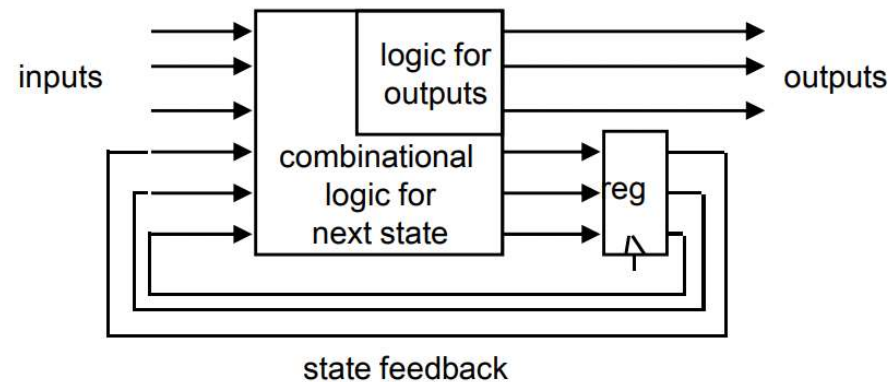 inputs
logic for
outputs
outputs
combinational
logic for
next state
reg
state feedback